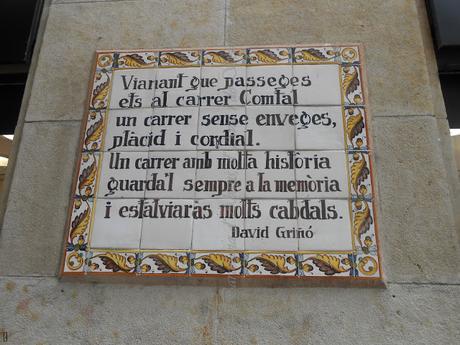 Vianant que passeges
ets al carrer Comtal
un carrer sense enveges,
plàcid i cordial.
Un carrer amb molta història
guarda'l sempre a la memòria
i estalviaràs molts cabdals.
David Griñó